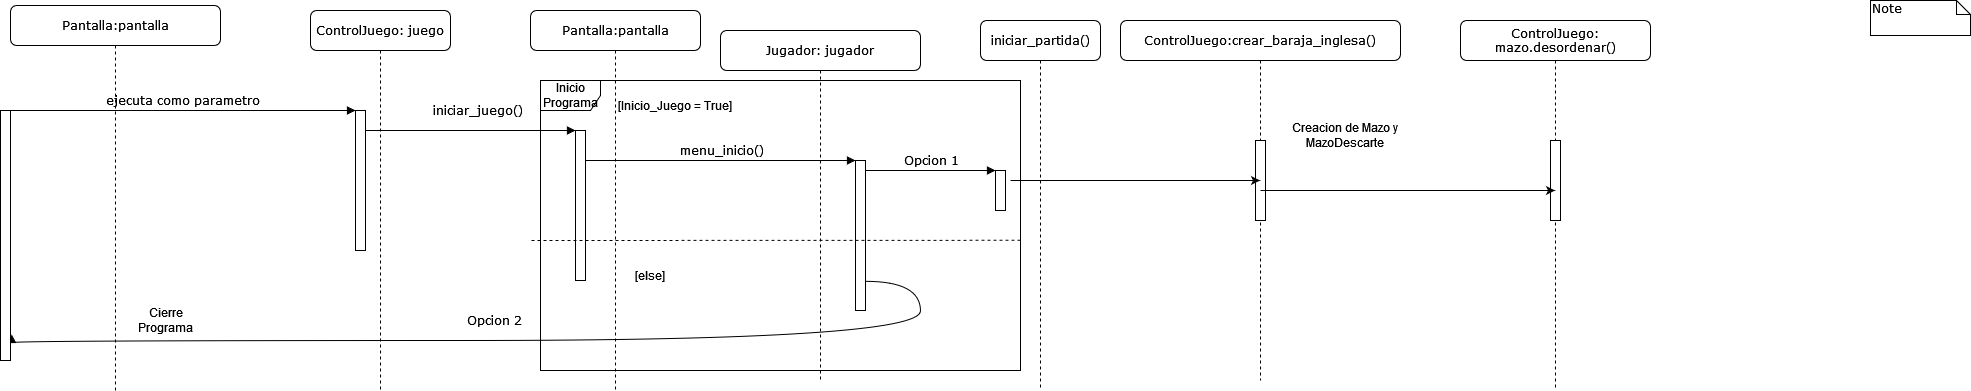 Note
Pantalla:pantalla
ControlJuego: juego
Pantalla:pantalla
Jugador: jugador
iniciar_partida()
ControlJuego:crear_baraja_inglesa()
ControlJuego:
mazo.desordenar()
ejecuta como parametro
iniciar_juego()
Inicio
Programa
[Inicio_Juego = True]
menu_inicio()
Opcion 1
Creacion de Mazo y
MazoDescarte
[else]
Cierre
Programa
Opcion 2